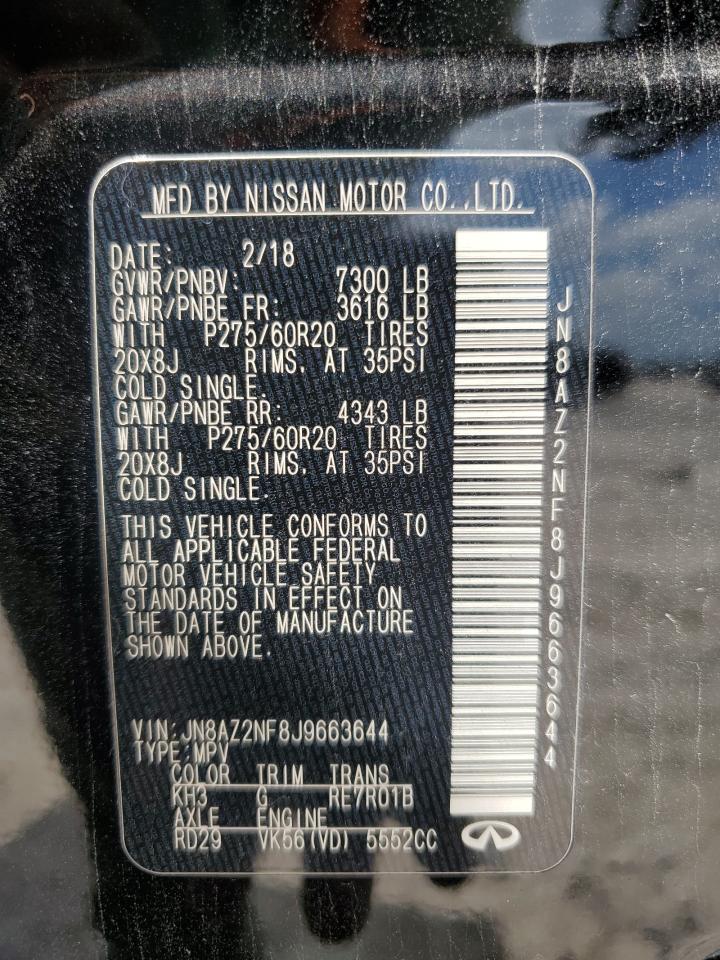 MFD BY NISSAN MOTOR CO.,LTD.
DATE: 2/18
GVWR/PNBV: 7300 LB
GAWR/PNBE FR: 3616 LB
WITH P275/60R20 TIRES
20X8J RIMS, AT 35PSI
COLD SINGLE.
GAWR/PNBE RR: 4343 LB
WITH P275/60R20 TIRES
20X8J RIMS, AT 35PSI
COLD SINGLE.
THIS VEHICLE CONFORMS TO
ALL APPLICABLE FEDERAL
MOTOR VEHICLE SAFETY
STANDARDS IN EFFECT ON
THE DATE OF MANUFACTURE
SHOWN ABOVE.
VIN:JN8AZ2NF8J9663644
TYPE:MPV
COLOR TRIM TRANS
KH3 G RE7R01B
AXLE ENGINE
RD29 VK56(VD) 5552CC
JN8AZ2NF8J9663644